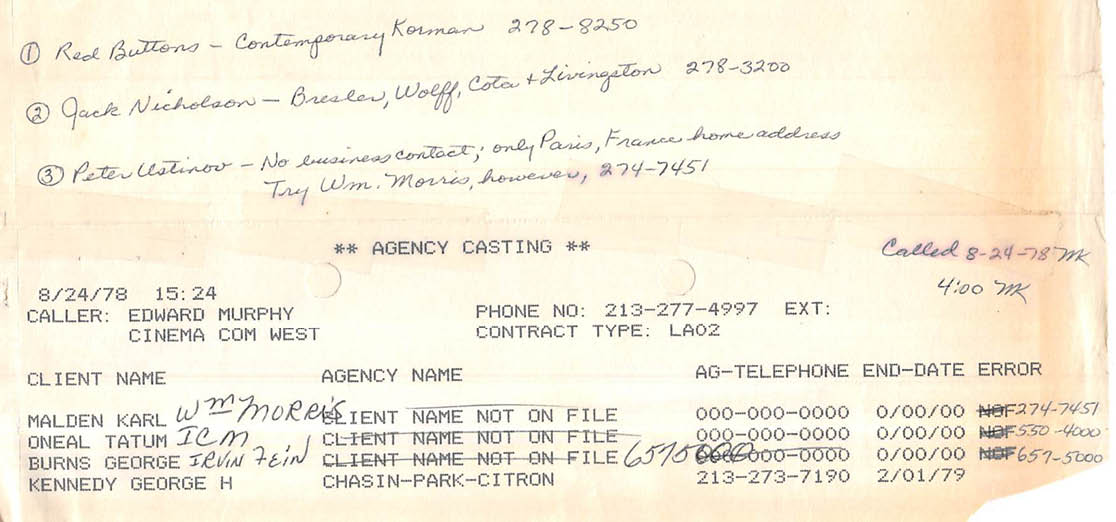 ① Red Buttons - Contemporary Korman 278-8250
② Jack Nicholson - Bresler, Wolff, Cota & Livingston 278-3200
③ Peter Ustinov - No business contact; only Paris, France home address
Try Wm. Morris, however, 274-7451
** AGENCY CASTING **
Called 8-24-78 MK
4:00 MK
8/24/78 15:24
CALLER: EDWARD MURPHY PHONE NO: 213-277-4997 EXT:
CINEMA COM WEST CONTRACT TYPE: LA02
CLIENT NAME AGENCY NAME AG-TELEPHONE END-DATE ERROR
MALDEN KARL Wm MORRIS CLIENT NAME NOT ON FILE 000-000-0000 0/00/00 NOF 274-7451
ONEAL TATUM ICM CLIENT NAME NOT ON FILE 000-000-0000 0/00/00 NOF 550-4000
BURNS GEORGE IRVIN FEIN CLIENT NAME NOT ON FILE 6575000 000-000-0000 0/00/00 NOF 657-5000
KENNEDY GEORGE H CHASIN-PARK-CITRON 213-273-7190 2/01/79